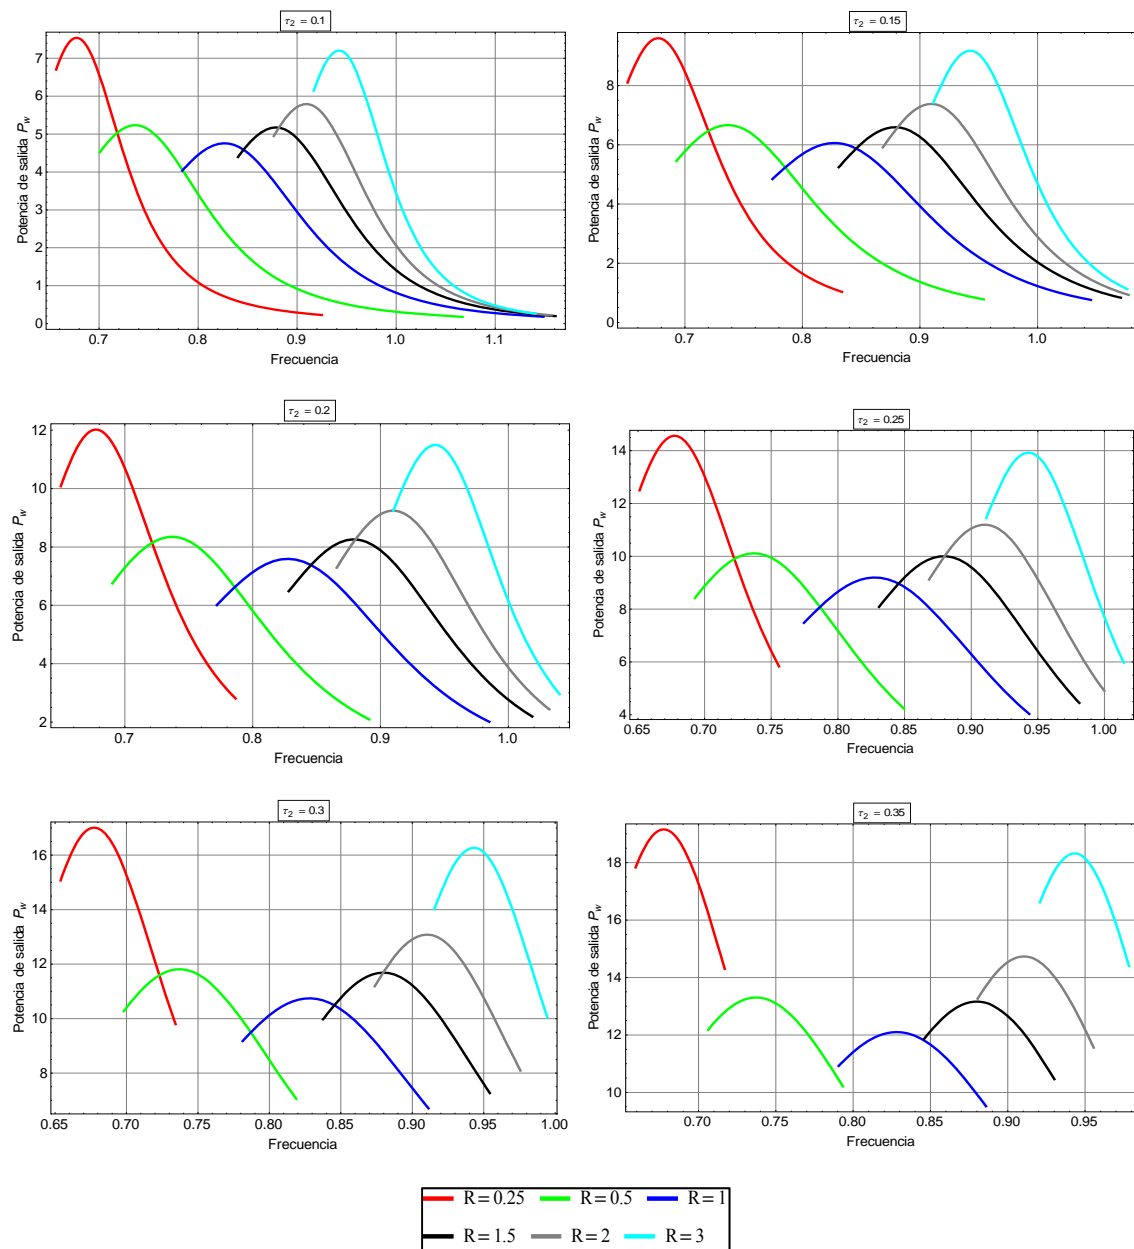 τ2 = 0.1
Potencia de salida Pw
7
6
5
4
3
2
1
0
0.7 0.8 0.9 1.0 1.1
Frecuencia
τ2 = 0.15
Potencia de salida Pw
8
6
4
2
0
0.7 0.8 0.9 1.0
Frecuencia
τ2 = 0.2
Potencia de salida Pw
12
10
8
6
4
2
0.7 0.8 0.9 1.0
Frecuencia
τ2 = 0.25
Potencia de salida Pw
14
12
10
8
6
4
0.65 0.70 0.75 0.80 0.85 0.90 0.95 1.00
Frecuencia
τ2 = 0.3
Potencia de salida Pw
16
14
12
10
8
0.65 0.70 0.75 0.80 0.85 0.90 0.95 1.00
Frecuencia
τ2 = 0.35
Potencia de salida Pw
18
16
14
12
10
0.70 0.75 0.80 0.85 0.90 0.95
Frecuencia
R = 0.25 R = 0.5 R = 1
R = 1.5 R = 2 R = 3